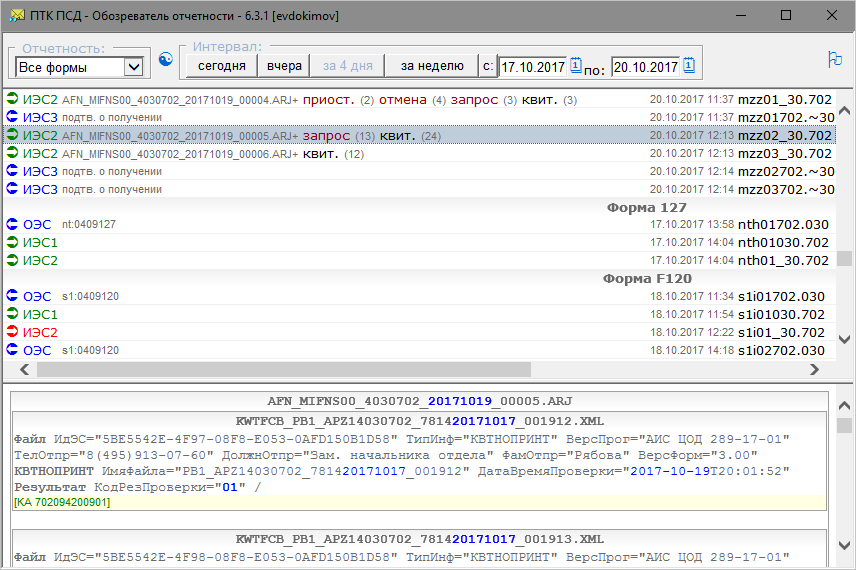 ПТК ПСД - Обозреватель отчетности - 6.3.1 [evdokimov]
Отчетность: Интервал:
Все формы сегодня вчера за 4 дня за неделю с: 17.10.2017 1 по: 20.10.2017 1
ИЭС2 AFN_MIFNS00_4030702_20171019_00004.ARJ+ приост. (2) отмена (4) запрос (3) квит. (3) 20.10.2017 11:37 mzz01_30.702
ИЭС3 подтв. о получении 20.10.2017 11:37 mzz01702.~30
ИЭС2 AFN_MIFNS00_4030702_20171019_00005.ARJ+ запрос (13) квит. (24) 20.10.2017 12:13 mzz02_30.702
ИЭС2 AFN_MIFNS00_4030702_20171019_00006.ARJ+ квит. (12) 20.10.2017 12:13 mzz03_30.702
ИЭС3 подтв. о получении 20.10.2017 12:14 mzz02702.~30
ИЭС3 подтв. о получении 20.10.2017 12:14 mzz03702.~30
Форма 127
ОЭС nt:0409127 17.10.2017 13:58 nth01702.030
ИЭС1 17.10.2017 14:04 nth01030.702
ИЭС2 17.10.2017 14:04 nth01_30.702
Форма F120
ОЭС s1:0409120 18.10.2017 11:34 s1i01702.030
ИЭС1 18.10.2017 11:54 s1i01030.702
ИЭС2 18.10.2017 12:22 s1i01_30.702
ОЭС s1:0409120 18.10.2017 14:18 s1i02702.030
AFN_MIFNS00_4030702_20171019_00005.ARJ
KWTFCB_PB1_APZ14030702_781420171017_001912.XML
Файл ИдЭС="5BE5542E-4F97-08F8-E053-0AFD150B1D58" ТипИнф="КВТНОПРИНТ" ВерсПрог="АИС ЦОД 289-17-01"
ТелОтпр="8(495)913-07-60" ДолжнОтпр="Зам. начальника отдела" ФамОтпр="Рябова" ВерсФорм="3.00"
КВТНОПРИНТ ИмяФайла="PB1_APZ14030702_781420171017_001912" ДатаВремяПроверки="2017-10-19T20:01:52"
Результат КодРезПроверки="01" /
[КА 702094200901]
KWTFCB_PB1_APZ14030702_781420171017_001913.XML
Файл ИдЭС="5BE5542E-4F98-08F8-E053-0AFD150B1D58" ТипИнф="КВТНОПРИНТ" ВерсПрог="АИС ЦОД 289-17-01"